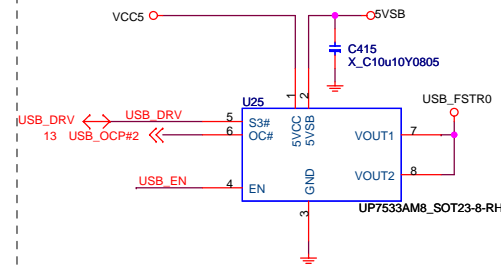 VCC5
5VSB
C415
X_C10u10Y0805
U25
1
2
USB_FSTR0
USB_DRV
USB_DRV
5
S3#
5VCC
5VSB
VOUT1
7
13
USB_OCP#2
6
OC#
USB_EN
4
EN
GND
VOUT2
8
3
UP7533AM8_SOT23-8-RH